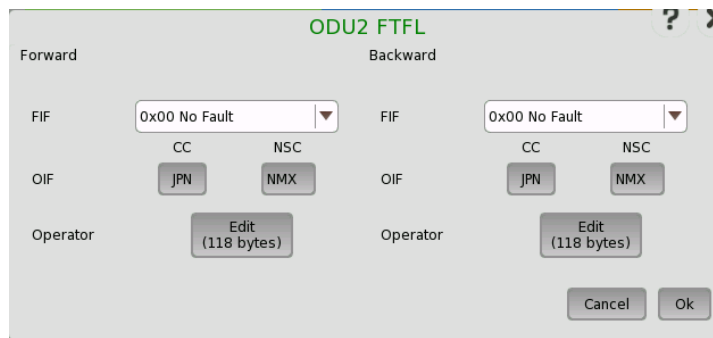 ODU2 FTFL
?
Forward Backward
FIF 0x00 No Fault FIF 0x00 No Fault
CC NSC CC NSC
OIF JPN NMX OIF JPN NMX
Operator Edit Operator Edit
(118 bytes) (118 bytes)
Cancel Ok